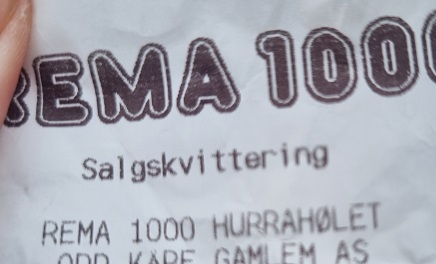 REMA 1000
Salgskvittering
REMA 1000 HURRAHØLET
ODD KÅRE GAMLEM AS